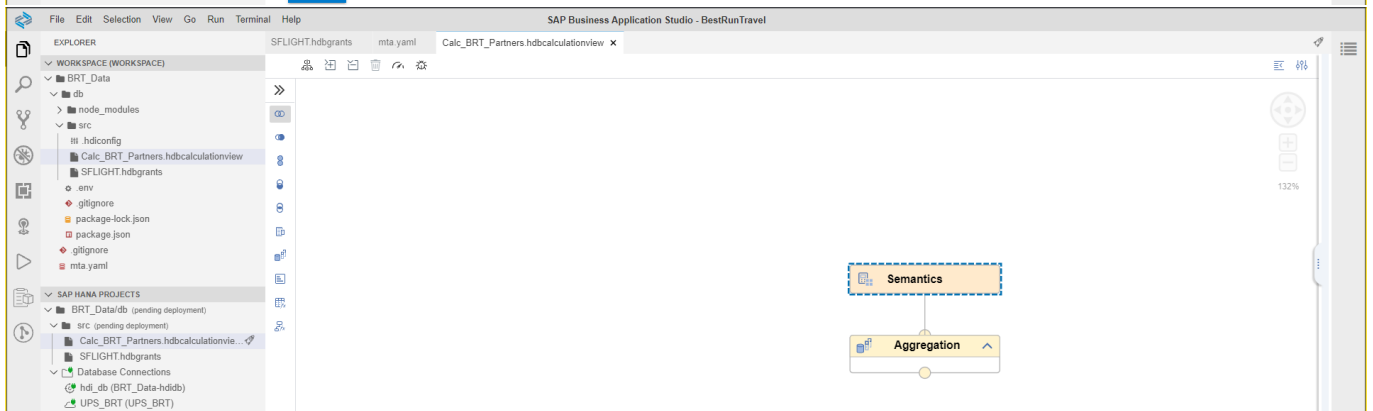 File Edit Selection View Go Run Terminal Help SAP Business Application Studio - BestRunTravel
EXPLORER
SFLIGHT.hdbgrants mta.yaml Calc_BRT_Partners.hdbcalculationview ×
WORKSPACE (WORKSPACE)
BRT_Data
db
node_modules
src
.hdiconfig
Calc_BRT_Partners.hdbcalculationview
SFLIGHT.hdbgrants
.env
.gitignore
package-lock.json
package.json
.gitignore
mta.yaml
SAP HANA PROJECTS
BRT_Data/db (pending deployment)
src (pending deployment)
Calc_BRT_Partners.hdbcalculationvie...
SFLIGHT.hdbgrants
Database Connections
hdi_db (BRT_Data-hdidb)
UPS_BRT (UPS_BRT)
132%
Semantics
Aggregation